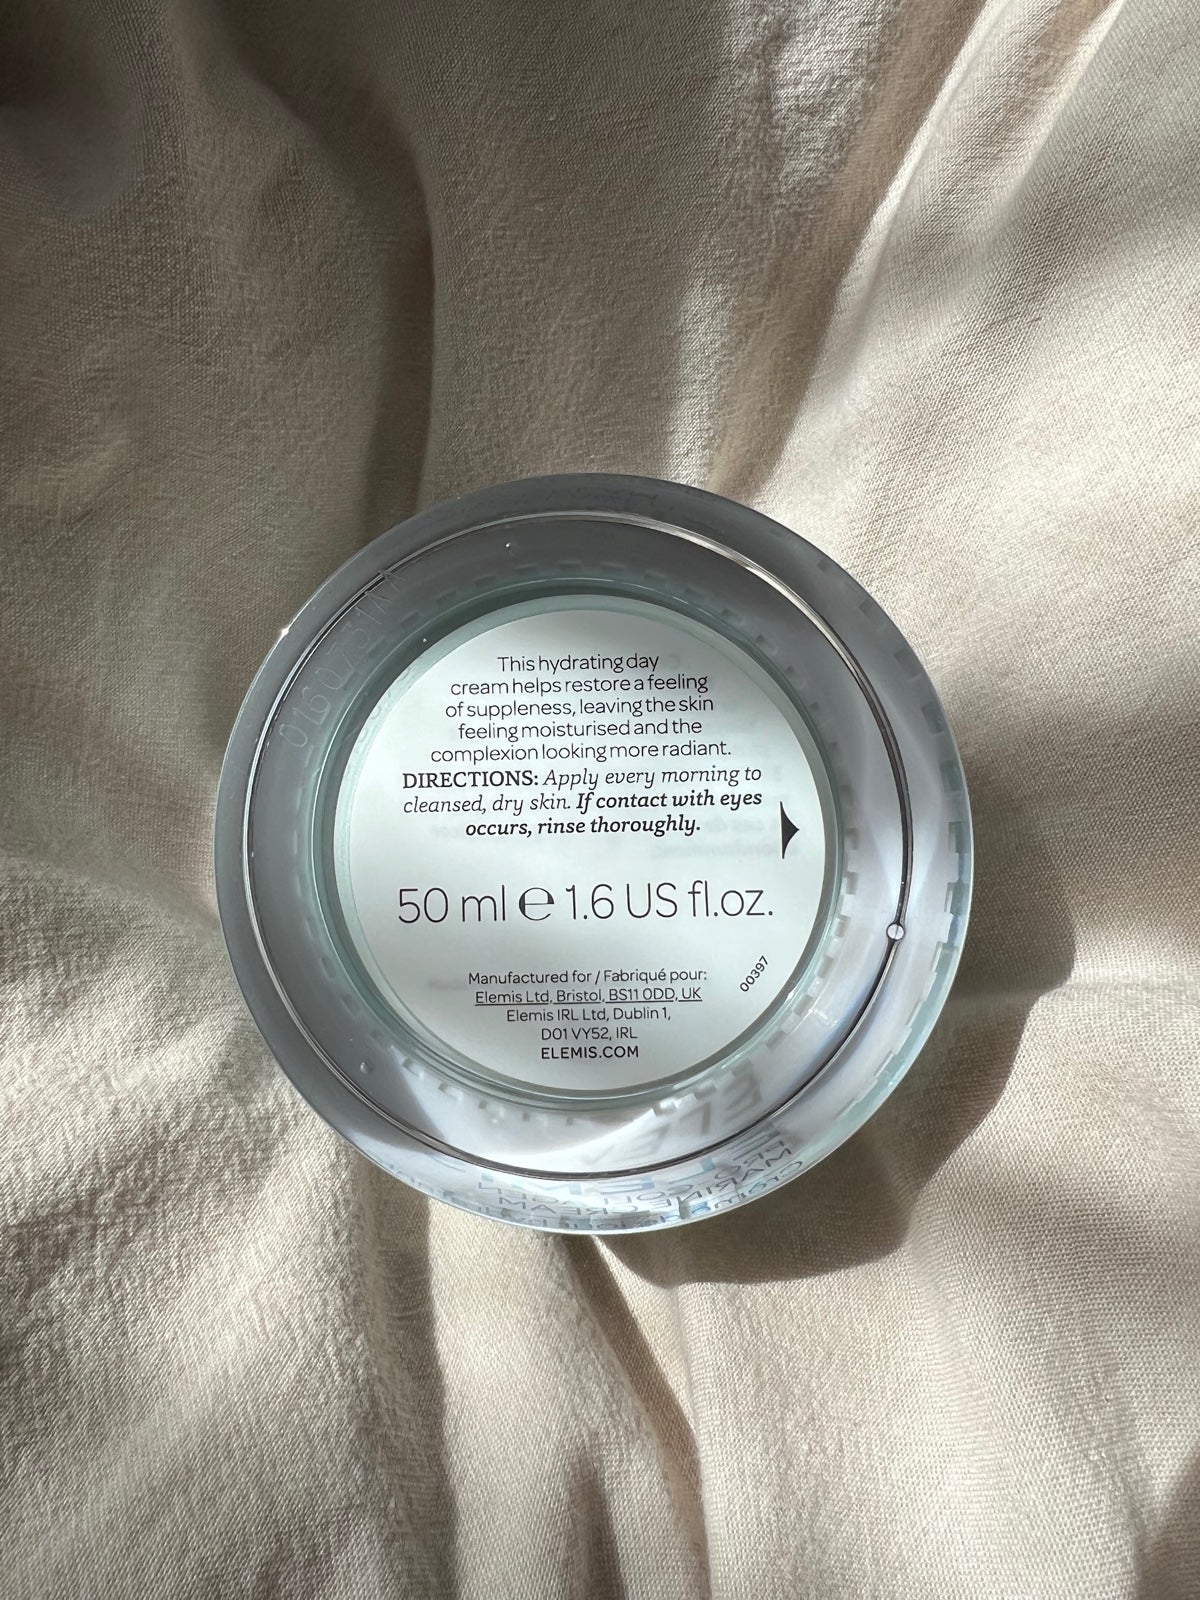 This hydrating day
cream helps restore a feeling
of suppleness, leaving the skin
feeling moisturised and the
complexion looking more radiant.
DIRECTIONS: Apply every morning to
cleansed, dry skin. If contact with eyes
occurs, rinse thoroughly.
50 ml e 1.6 US fl.oz.
Manufactured for / Fabriqué pour:
Elemis Ltd, Bristol, BS11 0DD, UK
Elemis IRL Ltd, Dublin 1,
D01 VY52, IRL
ELEMIS.COM
00397